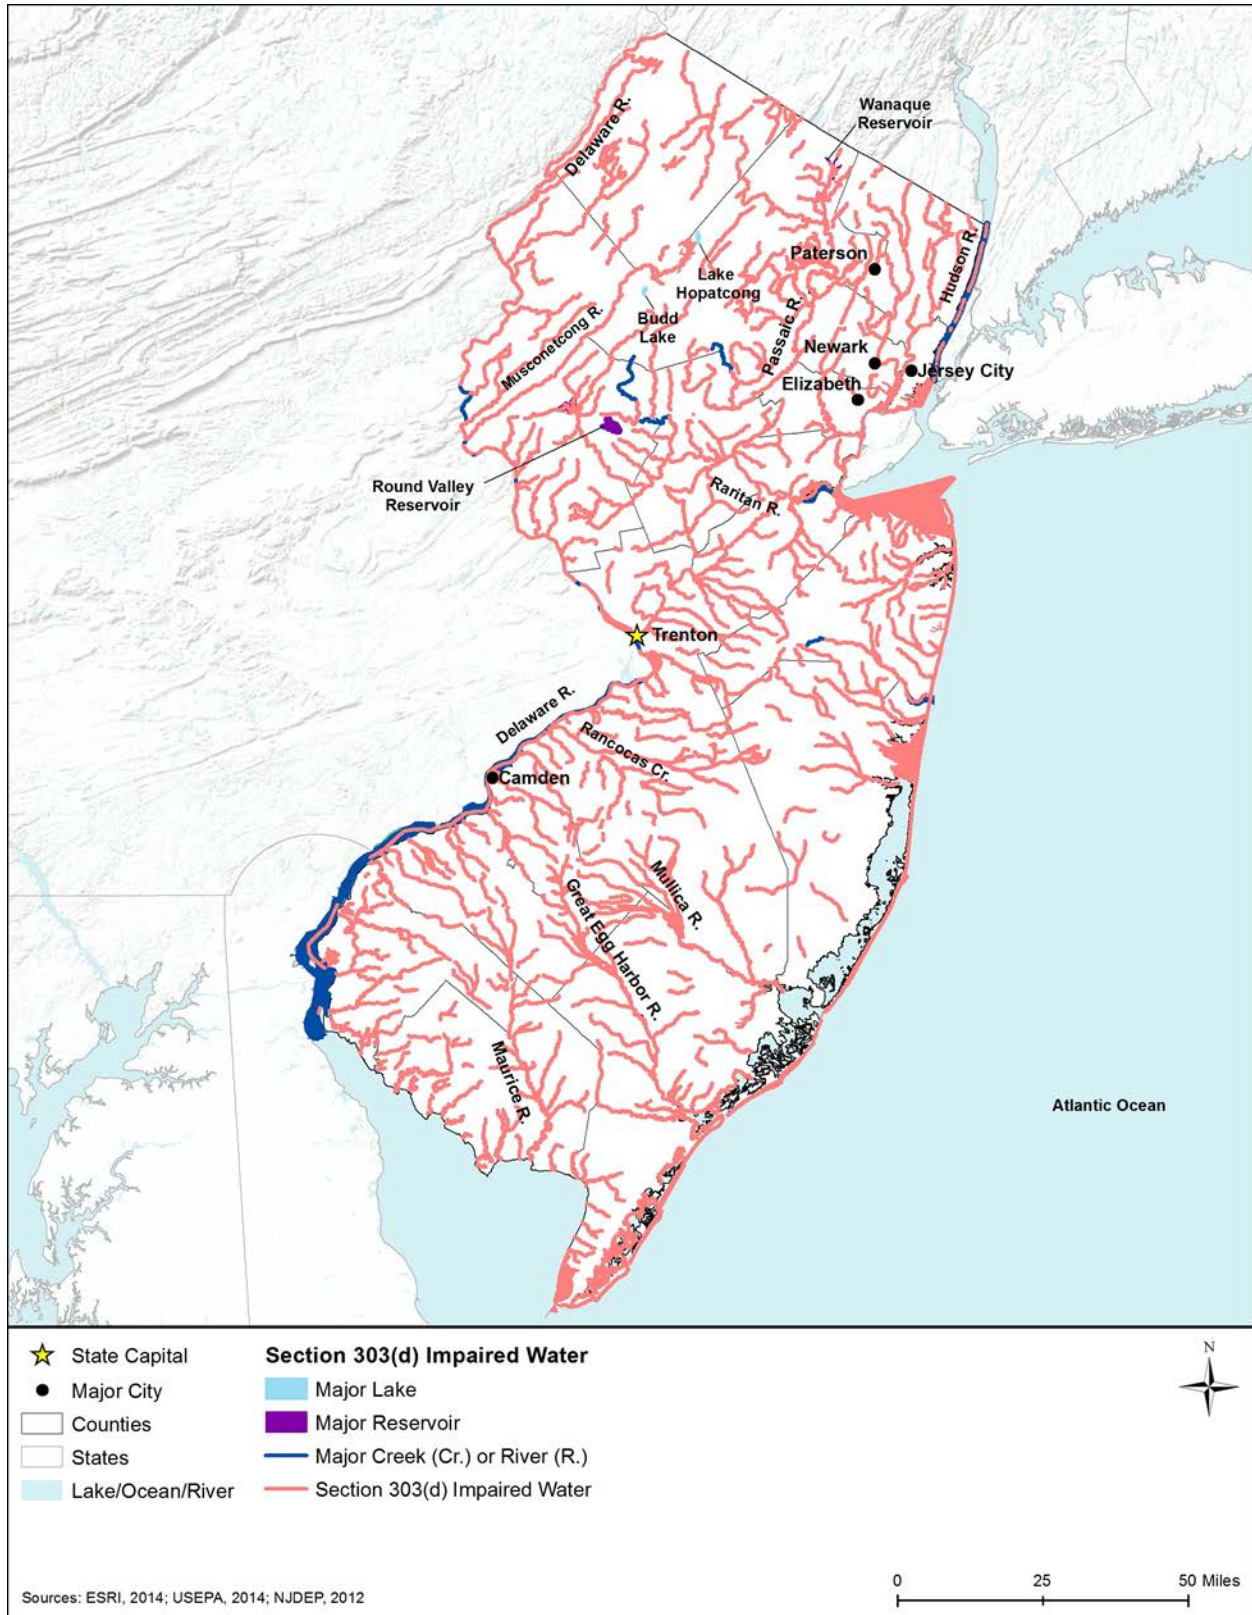 Wanaque
Reservoir
Delaware R.
Hudson R.
Paterson
Lake
Hopatcong
Budd
Lake
Musconetcong R.
Passaic R.
Newark
Jersey City
Elizabeth
Round Valley
Reservoir
Raritan R.
Trenton
Delaware R.
Rancocas Cr.
Camden
Mullica R.
Great Egg Harbor R.
Maurice R.
Atlantic Ocean
State Capital
Major City
Counties
States
Lake/Ocean/River
Section 303(d) Impaired Water
Major Lake
Major Reservoir
Major Creek (Cr.) or River (R.)
Section 303(d) Impaired Water
N
Sources: ESRI, 2014; USEPA, 2014; NJDEP, 2012
0 25 50 Miles